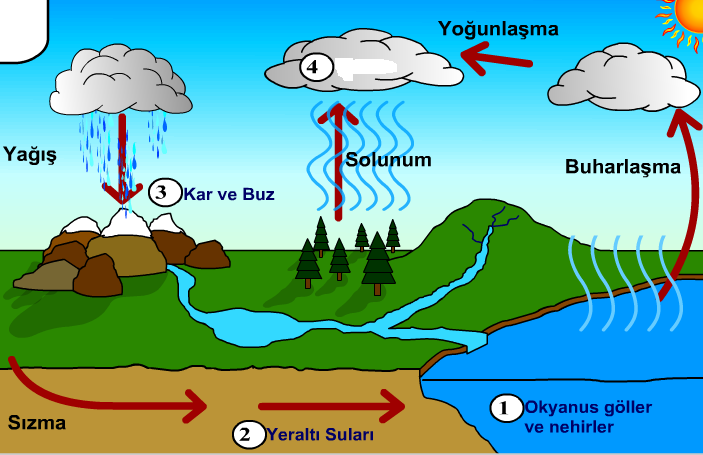 Yoğunlaşma
4
Yağış
Solunum
Buharlaşma
3 Kar ve Buz
1 Okyanus göller
ve nehirler
Sızma
2 Yeraltı Suları